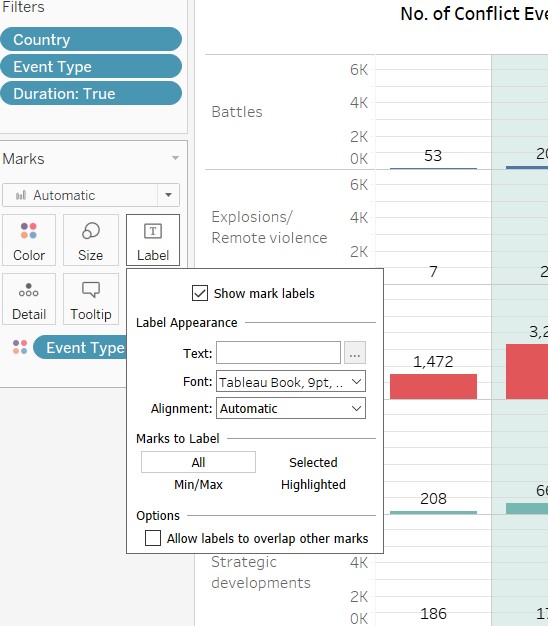 Filters
Country
Event Type
Duration: True
Marks
Automatic
Color
Size
T
Label
Detail
Tooltip
Event Type
Show mark labels
Label Appearance
Text:
...
Font:
Tableau Book, 9pt, ..
Alignment:
Automatic
Marks to Label
All
Selected
Min/Max
Highlighted
Options
Allow labels to overlap other marks
No. of Conflict Eve
Battles
6K
4K
2K
0K
53
20
Explosions/
Remote violence
6K
4K
2K
7
2
1,472
3,2
208
66
Strategic
developments
4K
2K
0K
186
17